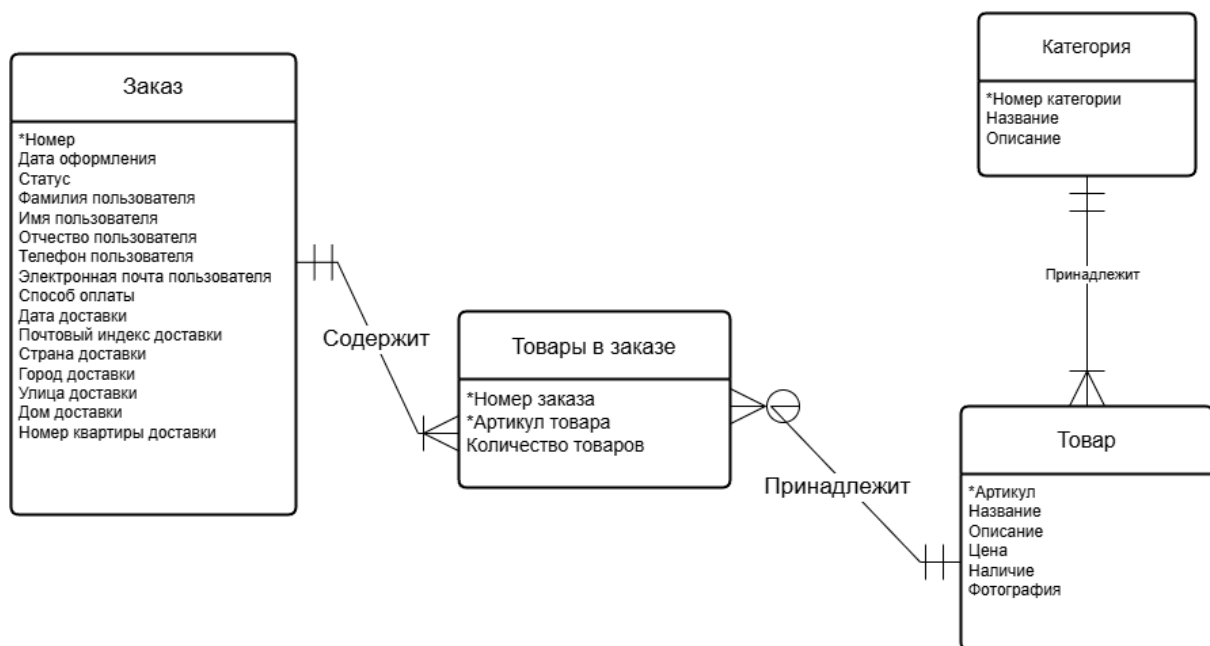 Заказ
*Номер
Дата оформления
Статус
Фамилия пользователя
Имя пользователя
Отчество пользователя
Телефон пользователя
Электронная почта пользователя
Способ оплаты
Дата доставки
Почтовый индекс доставки
Страна доставки
Город доставки
Улица доставки
Дом доставки
Номер квартиры доставки
Содержит
Товары в заказе
*Номер заказа
*Артикул товара
Количество товаров
Принадлежит
Категория
*Номер категории
Название
Описание
Принадлежит
Товар
*Артикул
Название
Описание
Цена
Наличие
Фотография